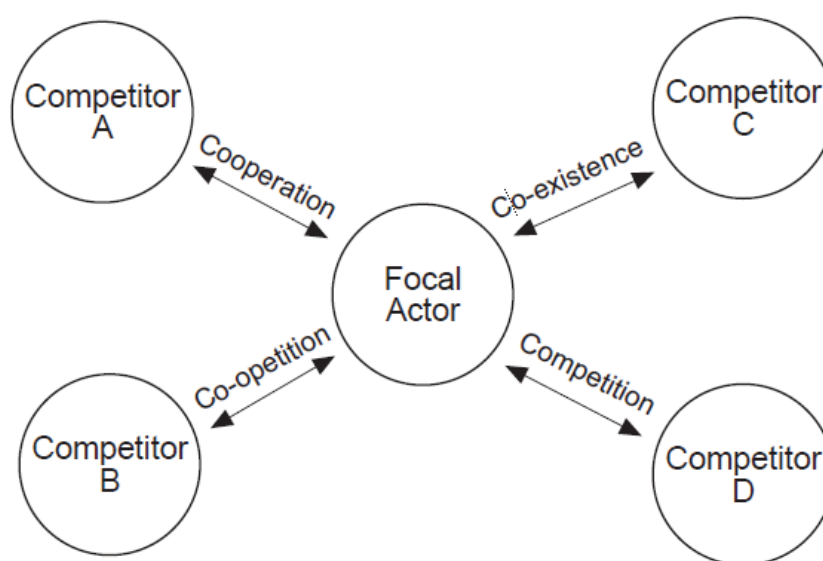 Competitor
A
Competitor
C
Cooperation
Co-existence
Focal
Actor
Co-opetition
Competition
Competitor
B
Competitor
D